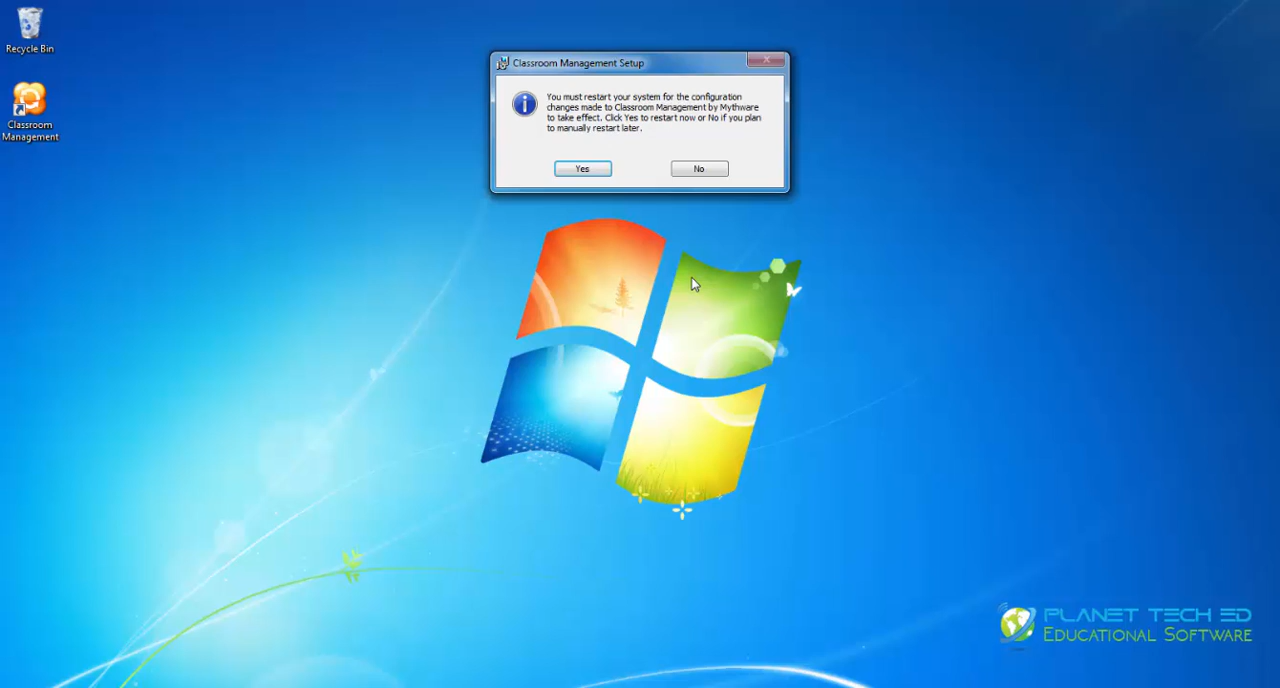 Recycle Bin
Classroom
Management
Classroom Management Setup
You must restart your system for the configuration
changes made to Classroom Management by Mythware
to take effect. Click Yes to restart now or No if you plan
to manually restart later.
Yes
No
PLANET TECH ED
EDUCATIONAL SOFTWARE